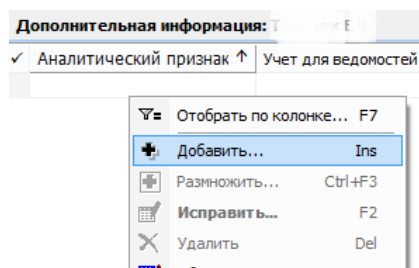 Дополнительная информация:
✓ Аналитический признак ↑ Учет для ведомостей
Отобрать по колонке... F7
Добавить... Ins
Размножить... Ctrl+F3
Исправить... F2
Удалить Del